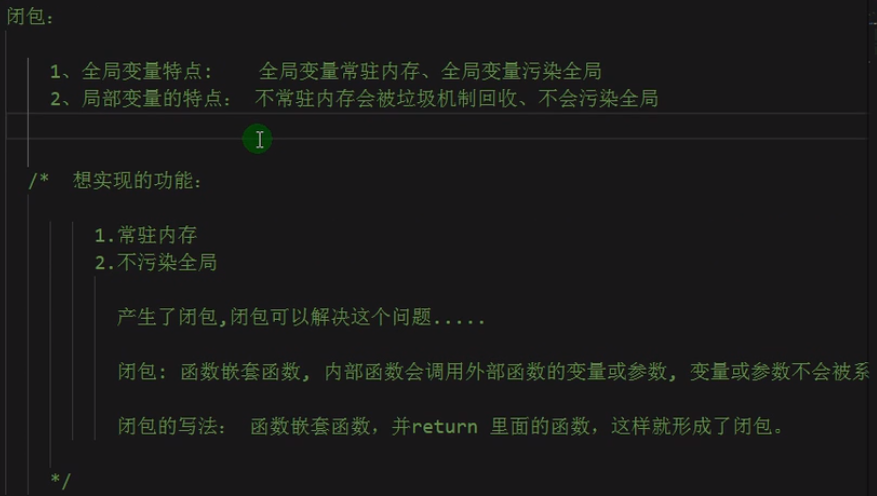 闭包:
1、全局变量特点: 全局变量常驻内存、全局变量污染全局
2、局部变量的特点: 不常驻内存会被垃圾机制回收、不会污染全局
/* 想实现的功能:
1.常驻内存
2.不污染全局
产生了闭包,闭包可以解决这个问题.....
闭包: 函数嵌套函数, 内部函数会调用外部函数的变量或参数, 变量或参数不会被系
闭包的写法: 函数嵌套函数，并return 里面的函数，这样就形成了闭包。
*/